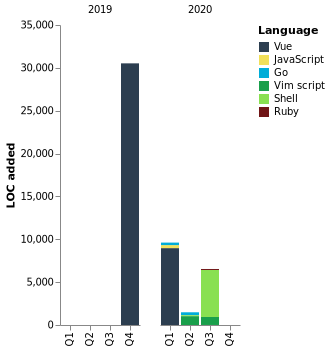 2019
2020
Language
Vue
JavaScript
Go
Vim script
Shell
Ruby
LOC added
35,000
30,000
25,000
20,000
15,000
10,000
5,000
0
Q1
Q2
Q3
Q4
Q1
Q2
Q3
Q4